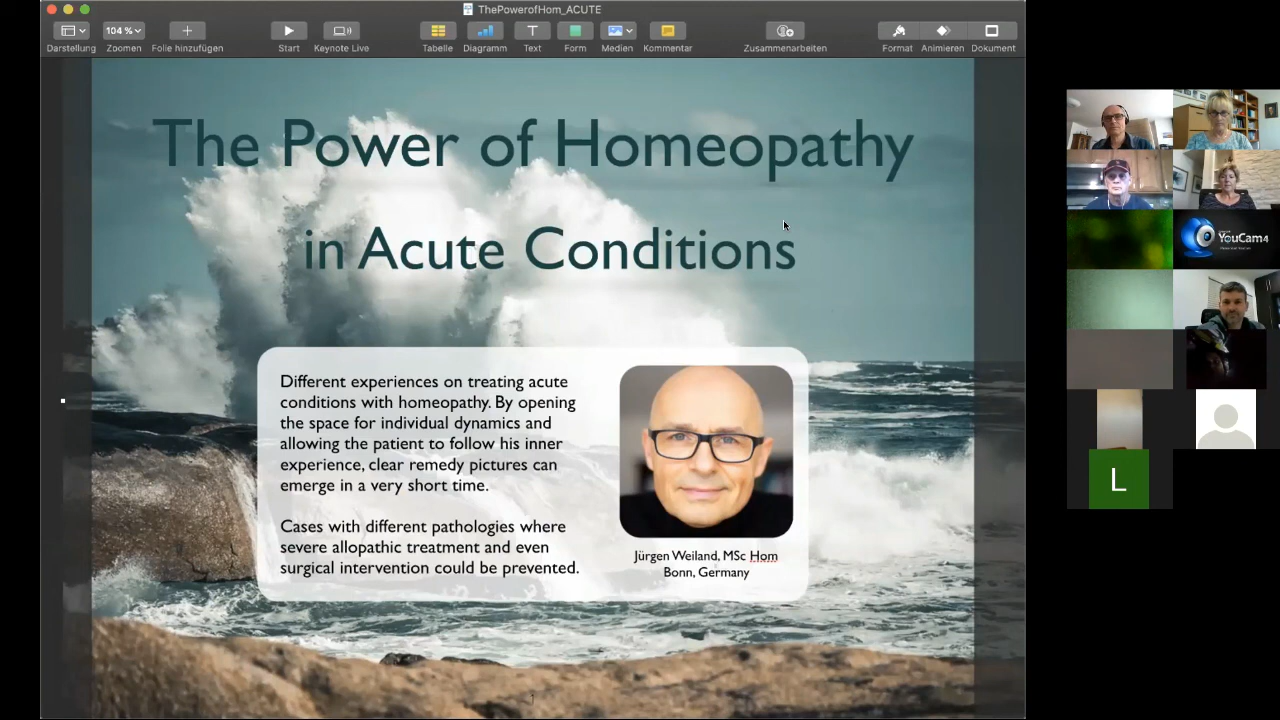 ThePowerofHom_ACUTE
104 %
Darstellung
Zoomen
Folie hinzufügen
Start
Keynote Live
Tabelle
Diagramm
Text
Form
Medien
Kommentar
Zusammenarbeiten
Format
Animieren
Dokument
The Power of Homeopathy
in Acute Conditions
Different experiences on treating acute
conditions with homeopathy. By opening
the space for individual dynamics and
allowing the patient to follow his inner
experience, clear remedy pictures can
emerge in a very short time.
Cases with different pathologies where
severe allopathic treatment and even
surgical intervention could be prevented.
Jürgen Weiland, MSc Hom
Bonn, Germany
YouCam4
L